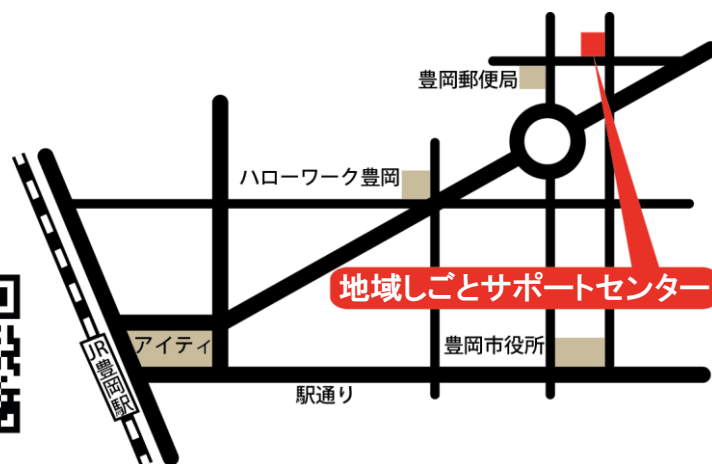 豊岡郵便局
ハローワーク豊岡
地域しごとサポートセンター
アイティ
豊岡市役所
JR豊岡駅
駅通り